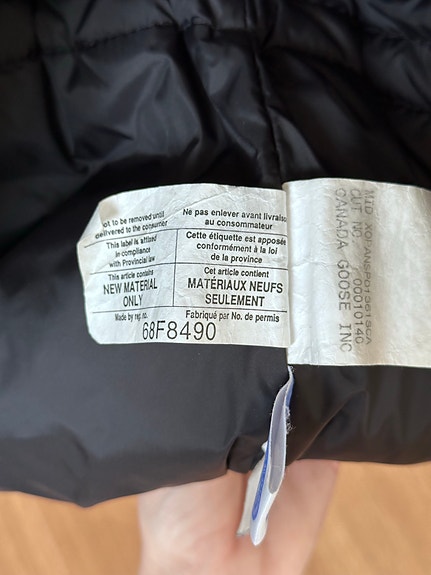 not to be removed until
delivered to the consumer
Ne pas enlever avant livraison
au consommateur
This label is affixed
in compliance
with Provincial law
Cette étiquette est apposée
conformément à la loi
de la province
This article contains
NEW MATERIAL
ONLY
Cet article contient
MATÉRIAUX NEUFS
SEULEMENT
Made by reg. no.
Fabriqué par No. de permis
68F8490
CUT NO. 00010140
CANADA GOOSE INC